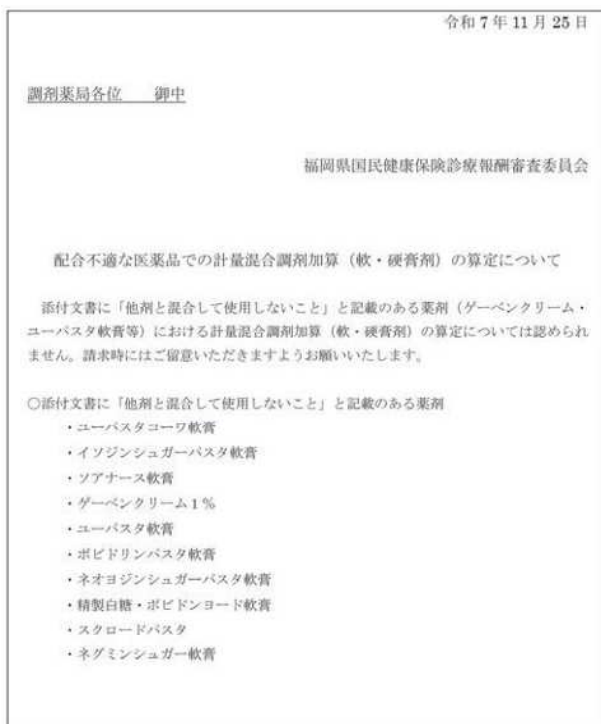 令和 7 年 11 月 25 日
調剤薬局各位　　御中
福岡県国民健康保険診療報酬審査委員会
配合不適な医薬品での計量混合調剤加算（軟・硬膏剤）の算定について
添付文書に「他剤と混合して使用しないこと」と記載のある薬剤（ゲーベンクリーム・
ユーパスタ軟膏等）における計量混合調剤加算（軟・硬膏剤）の算定については認められ
ません。請求時にはご留意いただきますようお願いいたします。
○添付文書に「他剤と混合して使用しないこと」と記載のある薬剤
・ユーパスタコーワ軟膏
・イソジンシュガーパスタ軟膏
・ソアナース軟膏
・ゲーベンクリーム１％
・ユーパスタ軟膏
・ポビドリンパスタ軟膏
・ネオヨジンシュガーパスタ軟膏
・精製白糖・ポビドンヨード軟膏
・スクロードパスタ
・ネグミンシュガー軟膏